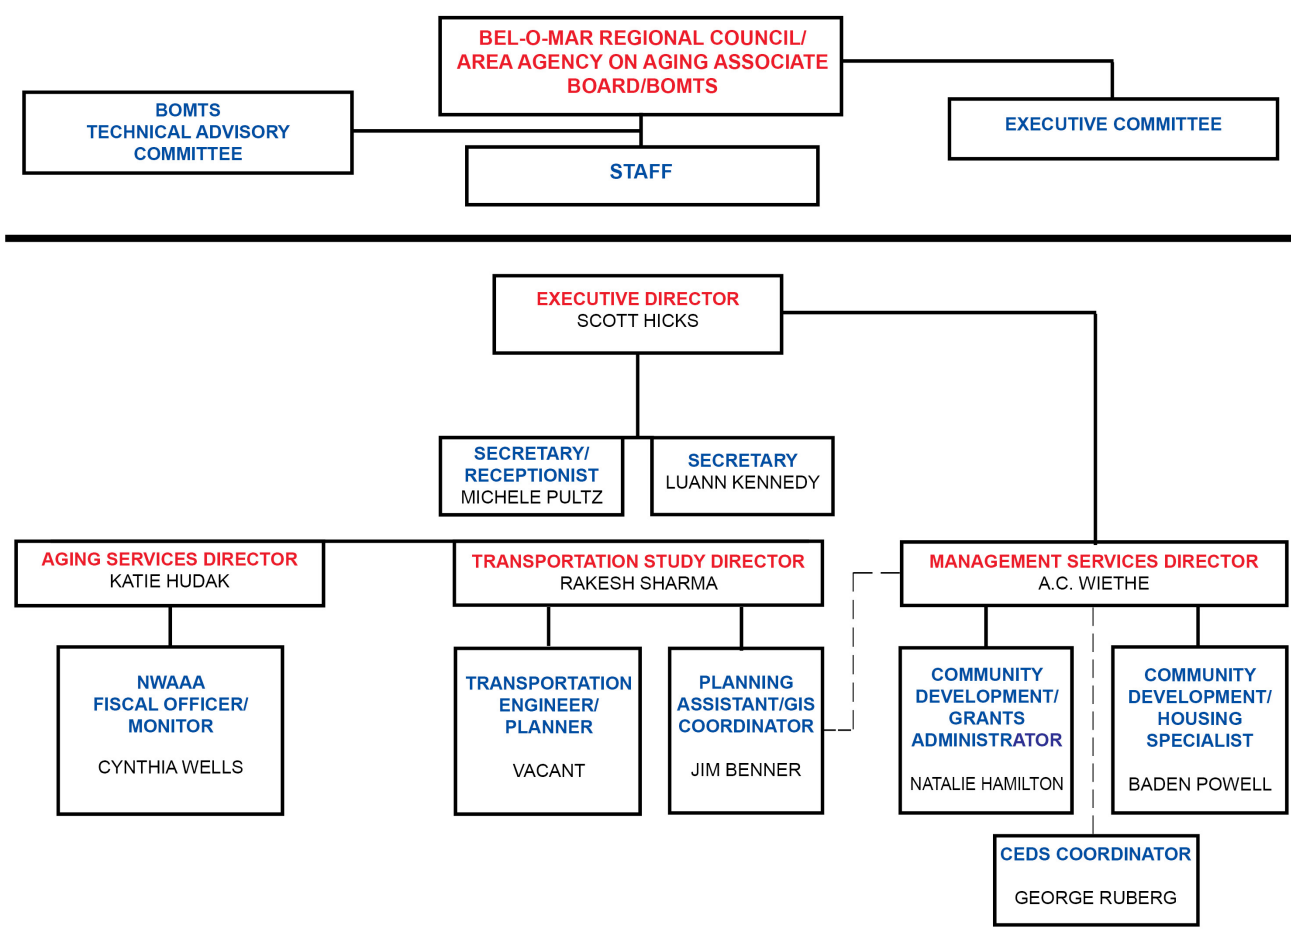 BEL-O-MAR REGIONAL COUNCIL/
AREA AGENCY ON AGING ASSOCIATE
BOARD/BOMTS
BOMTS
TECHNICAL ADVISORY
COMMITTEE
EXECUTIVE COMMITTEE
STAFF
EXECUTIVE DIRECTOR
SCOTT HICKS
SECRETARY/
RECEPTIONIST
MICHELE PULTZ
SECRETARY
LUANN KENNEDY
AGING SERVICES DIRECTOR
KATIE HUDAK
TRANSPORTATION STUDY DIRECTOR
RAKESH SHARMA
MANAGEMENT SERVICES DIRECTOR
A.C. WIETHE
NWAAA
FISCAL OFFICER/
MONITOR
CYNTHIA WELLS
TRANSPORTATION
ENGINEER/
PLANNER
VACANT
PLANNING
ASSISTANT/GIS
COORDINATOR
JIM BENNER
COMMUNITY
DEVELOPMENT/
GRANTS
ADMINISTRATOR
NATALIE HAMILTON
COMMUNITY
DEVELOPMENT/
HOUSING
SPECIALIST
BADEN POWELL
CEDS COORDINATOR
GEORGE RUBERG